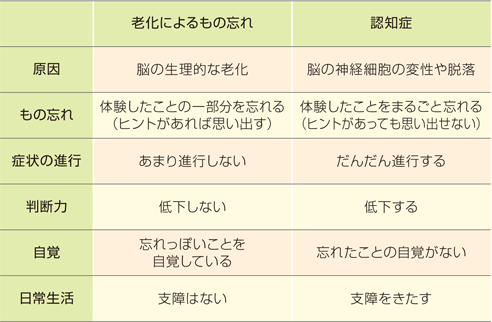 老化によるもの忘れ
認知症
原因
脳の生理的な老化
脳の神経細胞の変性や脱落
もの忘れ
体験したことの一部分を忘れる
（ヒントがあれば思い出す）
体験したことをまるごと忘れる
（ヒントがあっても思い出せない）
症状の進行
あまり進行しない
だんだん進行する
判断力
低下しない
低下する
自覚
忘れっぽいことを
自覚している
忘れたことの自覚がない
日常生活
支障はない
支障をきたす